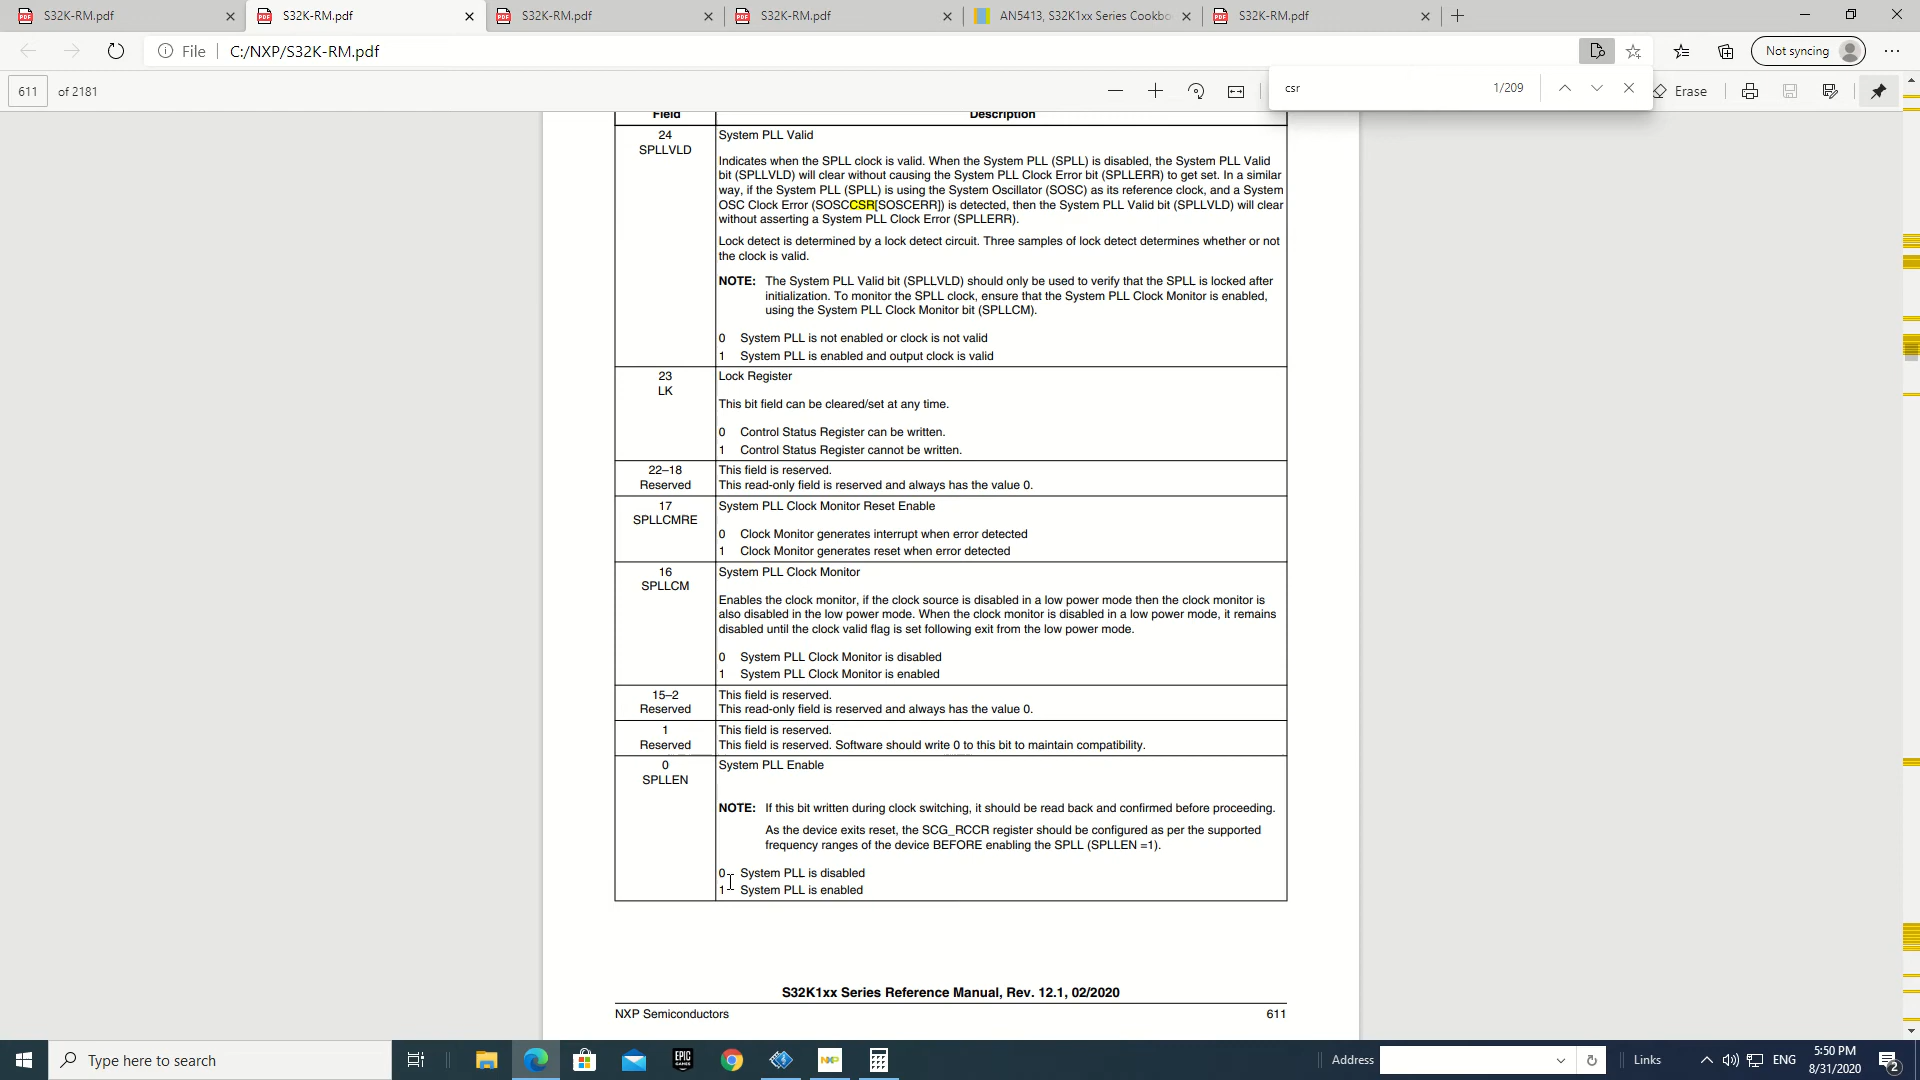 S32K-RM.pdf
S32K-RM.pdf
S32K-RM.pdf
S32K-RM.pdf
AN5413, S32K1xx Series Cookbo
S32K-RM.pdf
File
C:/NXP/S32K-RM.pdf
Not syncing
611 of 2181
csr
1/209
Erase
Field
Description
24
SPLLVLD
System PLL Valid
Indicates when the SPLL clock is valid. When the System PLL (SPLL) is disabled, the System PLL Valid
bit (SPLLVLD) will clear without causing the System PLL Clock Error bit (SPLLERR) to get set. In a similar
way, if the System PLL (SPLL) is using the System Oscillator (SOSC) as its reference clock, and a System
OSC Clock Error (SOSCCSR[SOSCERR]) is detected, then the System PLL Valid bit (SPLLVLD) will clear
without asserting a System PLL Clock Error (SPLLERR).
Lock detect is determined by a lock detect circuit. Three samples of lock detect determines whether or not
the clock is valid.
NOTE: The System PLL Valid bit (SPLLVLD) should only be used to verify that the SPLL is locked after
initialization. To monitor the SPLL clock, ensure that the System PLL Clock Monitor is enabled,
using the System PLL Clock Monitor bit (SPLLCM).
0 System PLL is not enabled or clock is not valid
1 System PLL is enabled and output clock is valid
23
LK
Lock Register
This bit field can be cleared/set at any time.
0 Control Status Register can be written.
1 Control Status Register cannot be written.
22–18
Reserved
This field is reserved.
This read-only field is reserved and always has the value 0.
17
SPLLCMRE
System PLL Clock Monitor Reset Enable
0 Clock Monitor generates interrupt when error detected
1 Clock Monitor generates reset when error detected
16
SPLLCM
System PLL Clock Monitor
Enables the clock monitor, if the clock source is disabled in a low power mode then the clock monitor is
also disabled in the low power mode. When the clock monitor is disabled in a low power mode, it remains
disabled until the clock valid flag is set following exit from the low power mode.
0 System PLL Clock Monitor is disabled
1 System PLL Clock Monitor is enabled
15–2
Reserved
This field is reserved.
This read-only field is reserved and always has the value 0.
1
Reserved
This field is reserved.
This field is reserved. Software should write 0 to this bit to maintain compatibility.
0
SPLLEN
System PLL Enable
NOTE: If this bit written during clock switching, it should be read back and confirmed before proceeding.
As the device exits reset, the SCG_RCCR register should be configured as per the supported
frequency ranges of the device BEFORE enabling the SPLL (SPLLEN =1).
0 System PLL is disabled
1 System PLL is enabled
S32K1xx Series Reference Manual, Rev. 12.1, 02/2020
NXP Semiconductors
611
Type here to search
EPIC GAMES
NXP
Address
Links
ENG
5:50 PM
8/31/2020
2